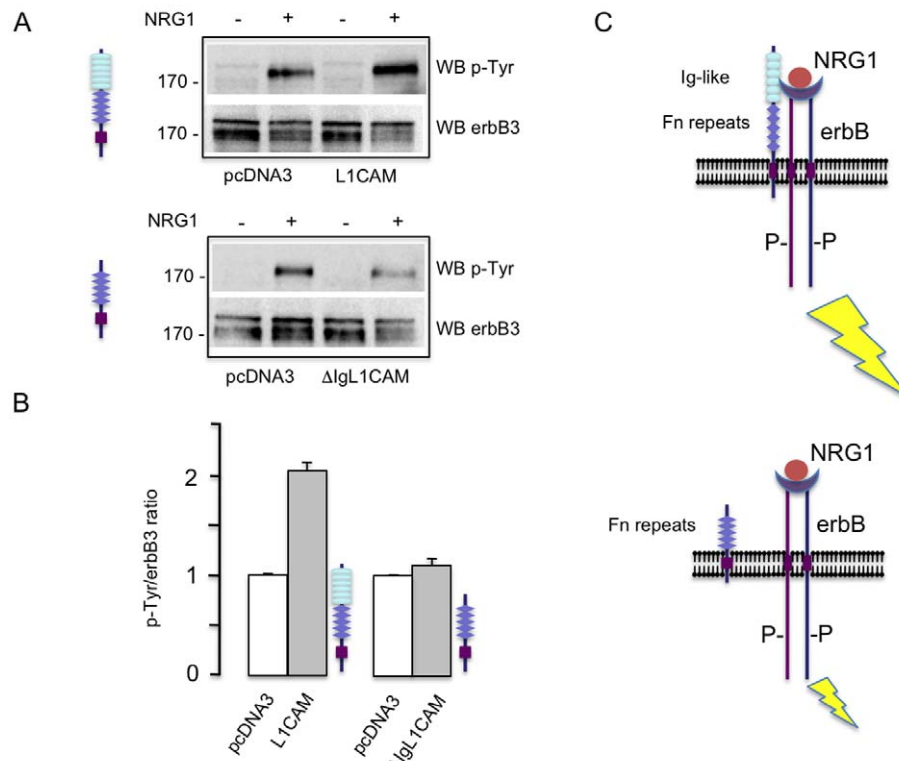 A
NRG1 - + - +
170 - WB p-Tyr
170 - WB erbB3
pcDNA3 L1CAM
NRG1 - + - +
170 - WB p-Tyr
170 - WB erbB3
pcDNA3 ΔIgL1CAM
B
p-Tyr/erbB3 ratio
2
1
0
pcDNA3
L1CAM
pcDNA3
IgL1CAM
C
NRG1
Ig-like
Fn repeats
erbB
P- -P
NRG1
Fn repeats
erbB
P- -P